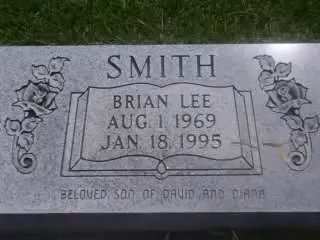 SMITH
BRIAN LEE
AUG. 1 1969
JAN 18, 1995
BELOVED SON OF DAVID AND DIANA